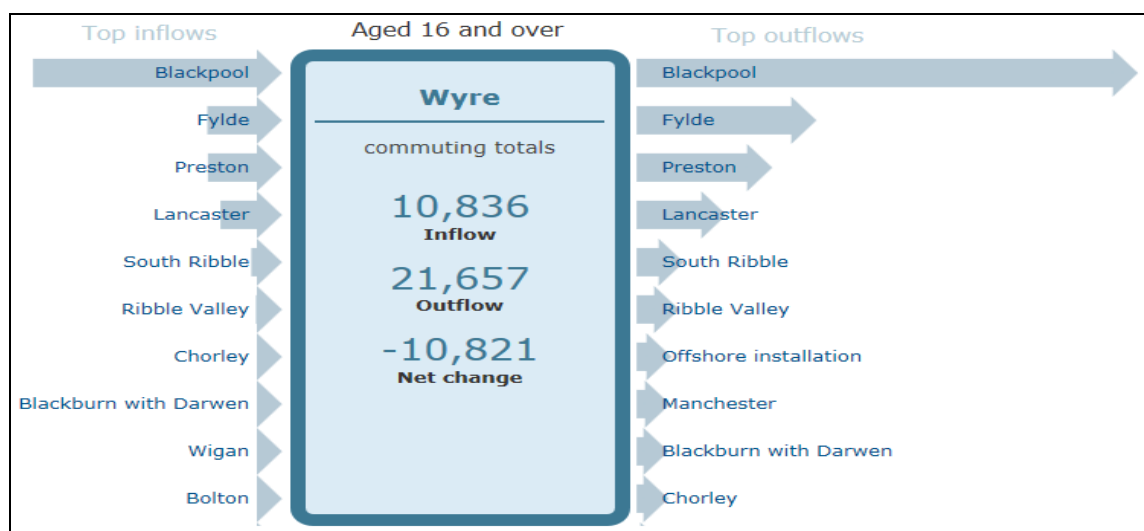 Top inflows
Aged 16 and over
Top outflows
Blackpool
Fylde
Preston
Lancaster
South Ribble
Ribble Valley
Chorley
Blackburn with Darwen
Wigan
Bolton
Wyre
commuting totals
10,836
Inflow
21,657
Outflow
-10,821
Net change
Blackpool
Fylde
Preston
Lancaster
South Ribble
Ribble Valley
Offshore installation
Manchester
Blackburn with Darwen
Chorley